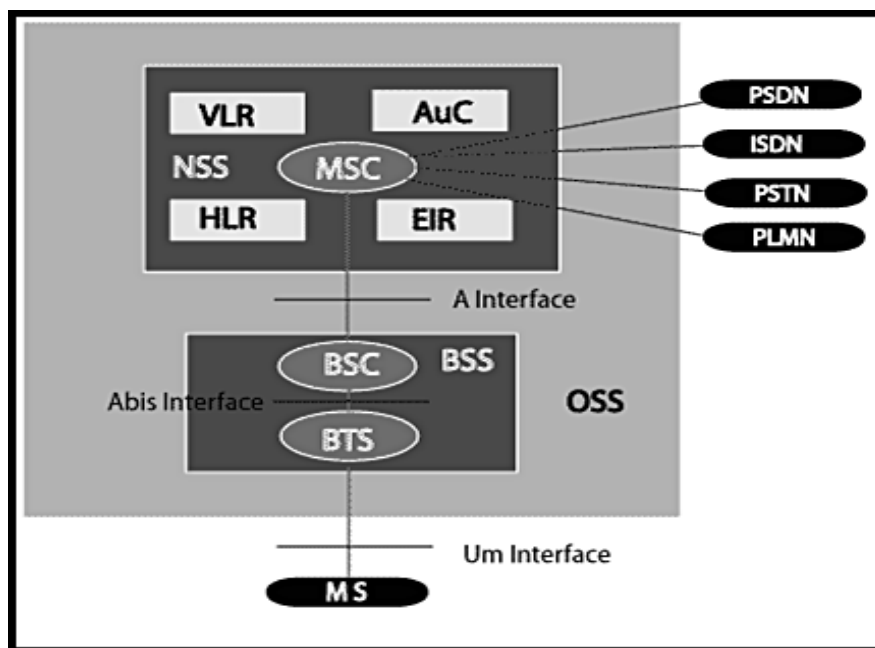 VLR
AuC
NSS
MSC
HLR
EIR
PSDN
ISDN
PSTN
PLMN
A Interface
BSC
BSS
Abis Interface
OSS
BTS
Um Interface
MS